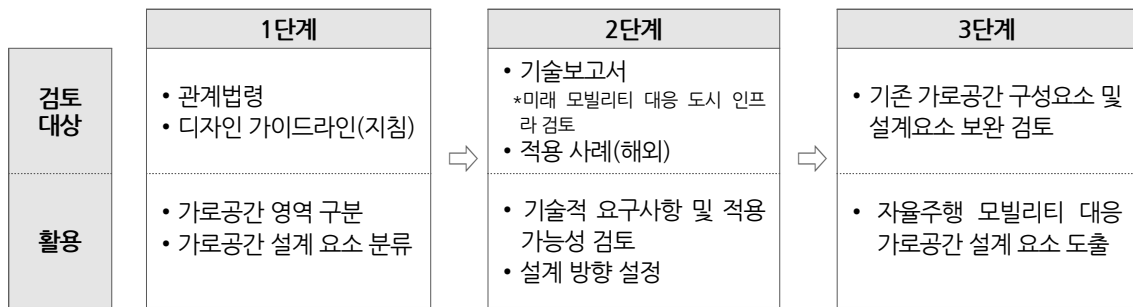 1단계
2단계
3단계
검토
대상
• 관계법령
• 디자인 가이드라인(지침)
• 기술보고서
*미래 모빌리티 대응 도시 인프
라 검토
• 적용 사례(해외)
• 기존 가로공간 구성요소 및
설계요소 보완 검토
활용
• 가로공간 영역 구분
• 가로공간 설계 요소 분류
• 기술적 요구사항 및 적용
가능성 검토
• 설계 방향 설정
• 자율주행 모빌리티 대응
가로공간 설계 요소 도출